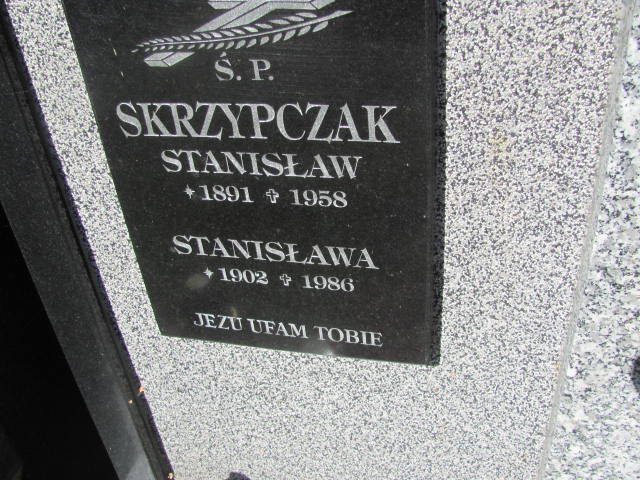 Ś. P.
SKRZYPCZAK
STANISŁAW
*1891 ✝ 1958
STANISŁAWA
*1902 ✝ 1986
JEZU UFAM TOBIE